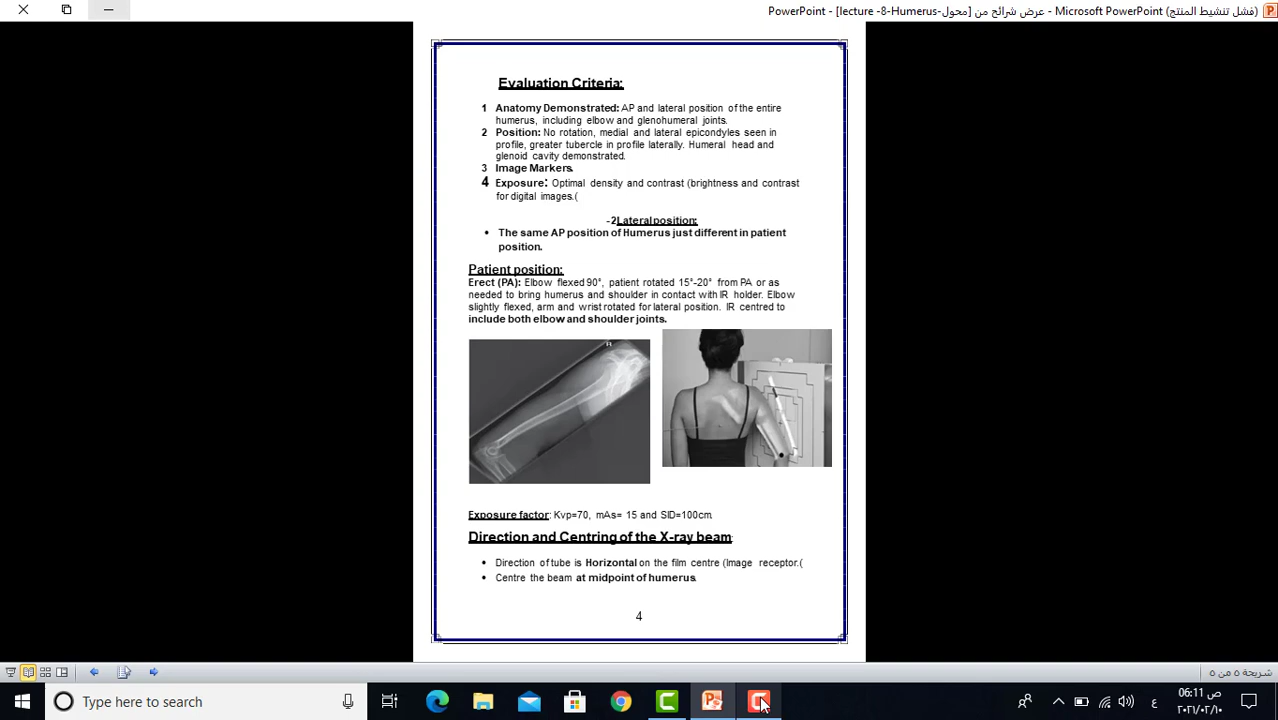 PowerPoint - [lecture -8-Humerus-محول] عرض شرائح من - Microsoft PowerPoint (فشل تنشيط المنتج)
Evaluation Criteria:
1 Anatomy Demonstrated: AP and lateral position of the entire
humerus, including elbow and glenohumeral joints.
2 Position: No rotation, medial and lateral epicondyles seen in
profile, greater tubercle in profile laterally. Humeral head and
glenoid cavity demonstrated.
3 Image Markers.
4 Exposure: Optimal density and contrast (brightness and contrast
for digital images.(
-2Lateral position:
• The same AP position of Humerus just different in patient
position.
Patient position:
Erect (PA): Elbow flexed 90°, patient rotated 15°-20° from PA or as
needed to bring humerus and shoulder in contact with IR holder. Elbow
slightly flexed, arm and wrist rotated for lateral position. IR centred to
include both elbow and shoulder joints.
Exposure factor: Kvp=70, mAs= 15 and SID=100cm.
Direction and Centring of the X-ray beam:
• Direction of tube is Horizontal on the film centre (Image receptor.(
• Centre the beam at midpoint of humerus.
4
شريحة ٥ من ٥
Type here to search
ع
06:11 ص
٢٠٢١/٠٢/١٠